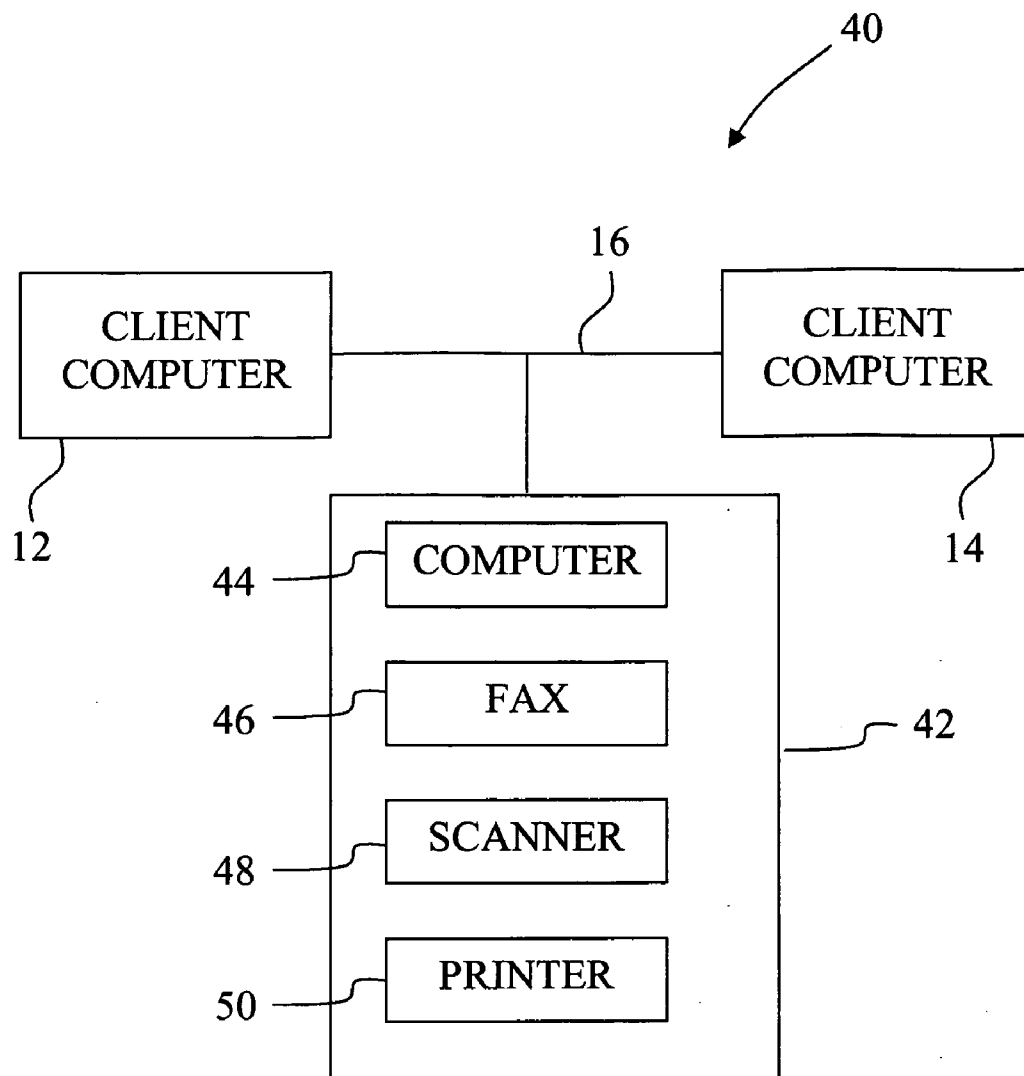 40
16
CLIENT
COMPUTER
CLIENT
COMPUTER
12
14
44
COMPUTER
46
FAX
42
48
SCANNER
50
PRINTER